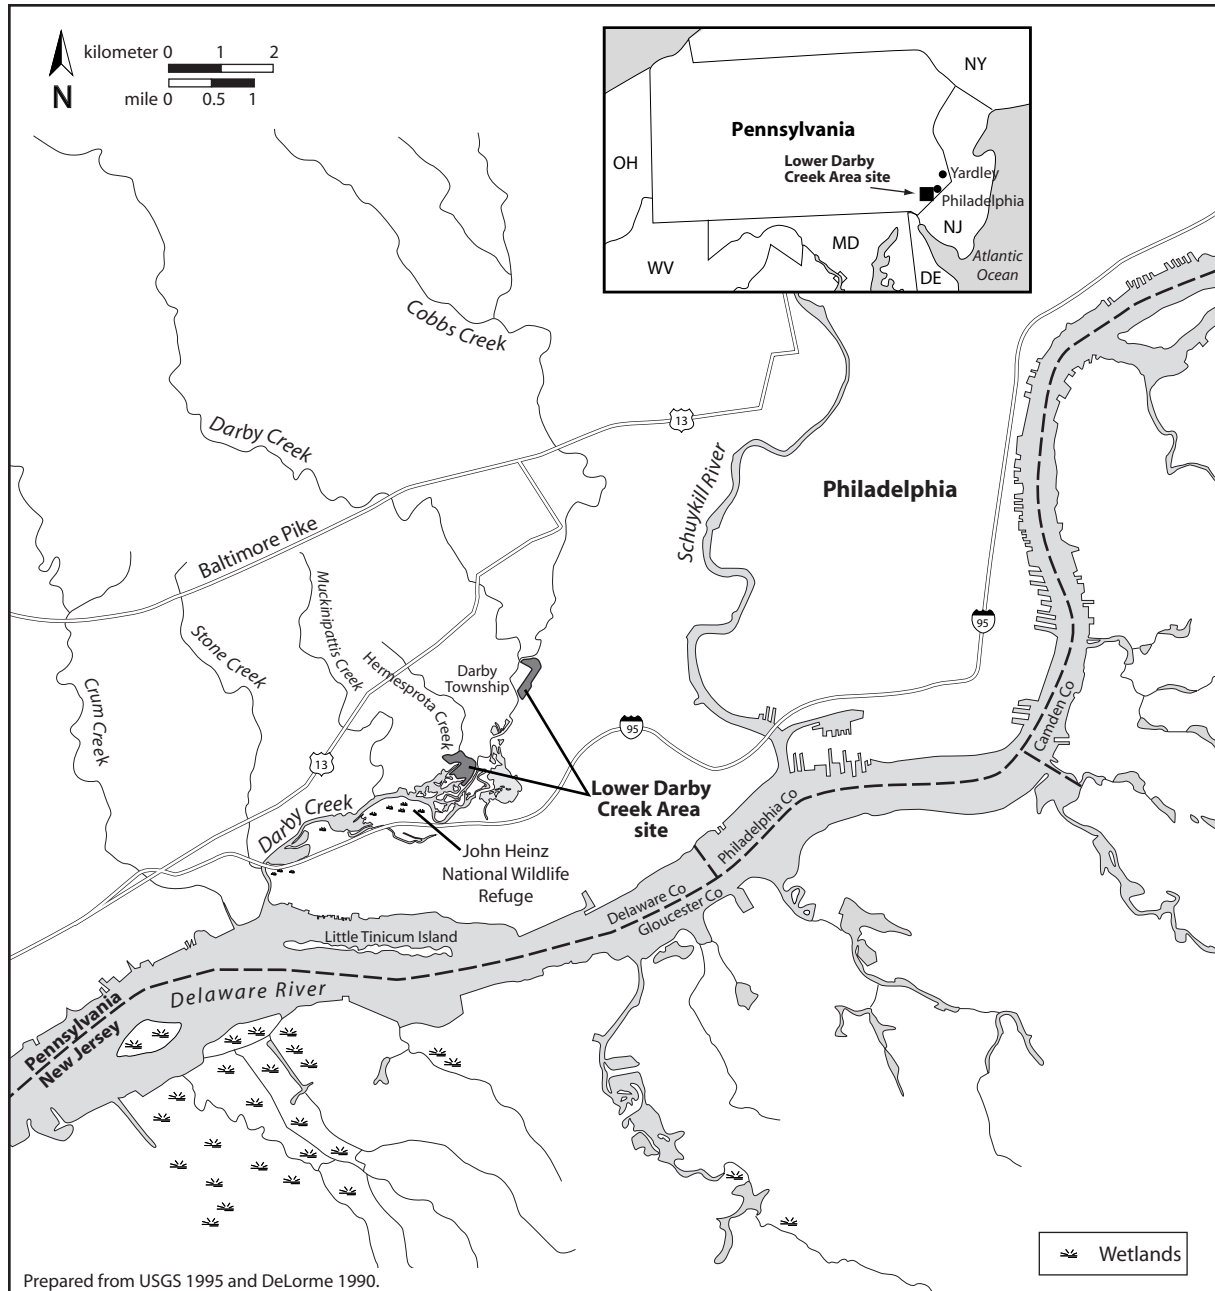 kilometer 0 1 2
mile 0 0.5 1
N
NY
Pennsylvania
OH
Lower Darby
Creek Area site
Yardley
Philadelphia
NJ
MD
WV
DE
Atlantic
Ocean
Cobbs Creek
13
Darby Creek
Schuykill River
Philadelphia
Baltimore Pike
Muckinipattis Creek
Stone Creek
Hermesprota Creek
Crum Creek
Darby
Township
95
95
13
Camden Co
Lower Darby
Creek Area
site
Darby Creek
Philadelphia Co
John Heinz
National Wildlife
Refuge
Delaware Co
Gloucester Co
Little Tinicum Island
Delaware River
Pennsylvania
New Jersey
Wetlands
Prepared from USGS 1995 and DeLorme 1990.